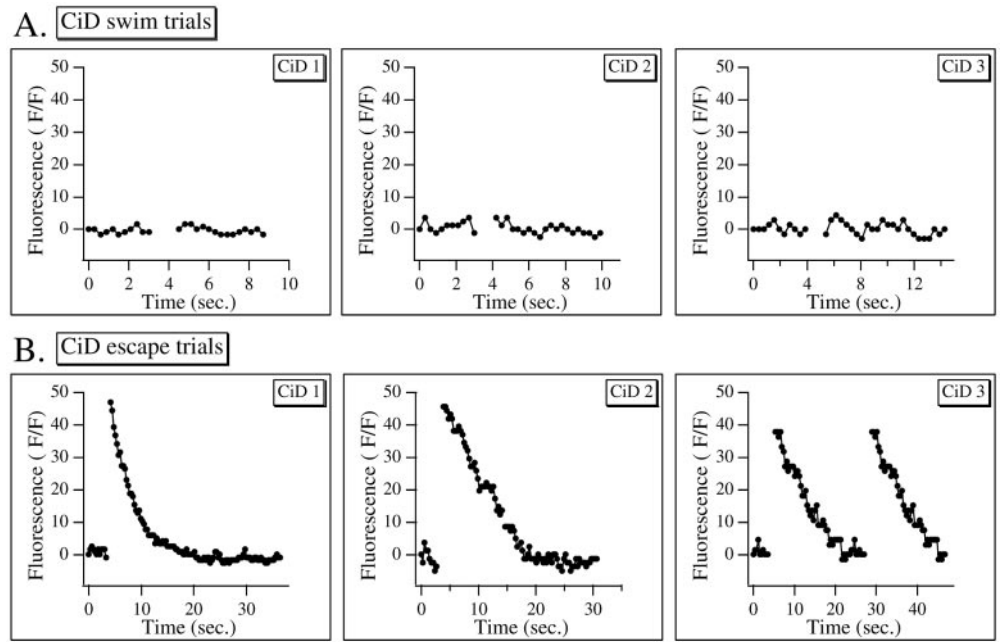 A. CiD swim trials
CiD 1
50
40
30
20
10
0
Fluorescence ( F/F)
0 2 4 6 8 10
Time (sec.)
CiD 2
50
40
30
20
10
0
Fluorescence ( F/F)
0 2 4 6 8 10
Time (sec.)
CiD 3
50
40
30
20
10
0
Fluorescence ( F/F)
0 4 8 12
Time (sec.)
B. CiD escape trials
CiD 1
50
40
30
20
10
0
Fluorescence ( F/F)
0 10 20 30
Time (sec.)
CiD 2
50
40
30
20
10
0
Fluorescence ( F/F)
0 10 20 30
Time (sec.)
CiD 3
50
40
30
20
10
0
Fluorescence ( F/F)
0 10 20 30 40
Time (sec.)